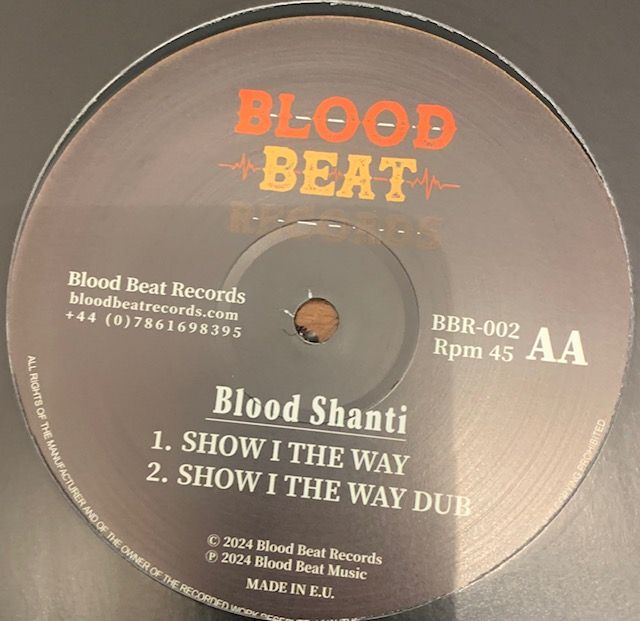 BLOOD
BEAT
RECORDS
Blood Beat Records
bloodbeatrecords.com
+44 (0)7861698395
BBR-002
Rpm 45
AA
Blood Shanti
1. SHOW I THE WAY
2. SHOW I THE WAY DUB
© 2024 Blood Beat Records
℗ 2024 Blood Beat Music
MADE IN E.U.
ALL RIGHTS OF THE MANUFACTURER AND OF THE OWNER OF THE RECORDED WORK
PROHIBITED